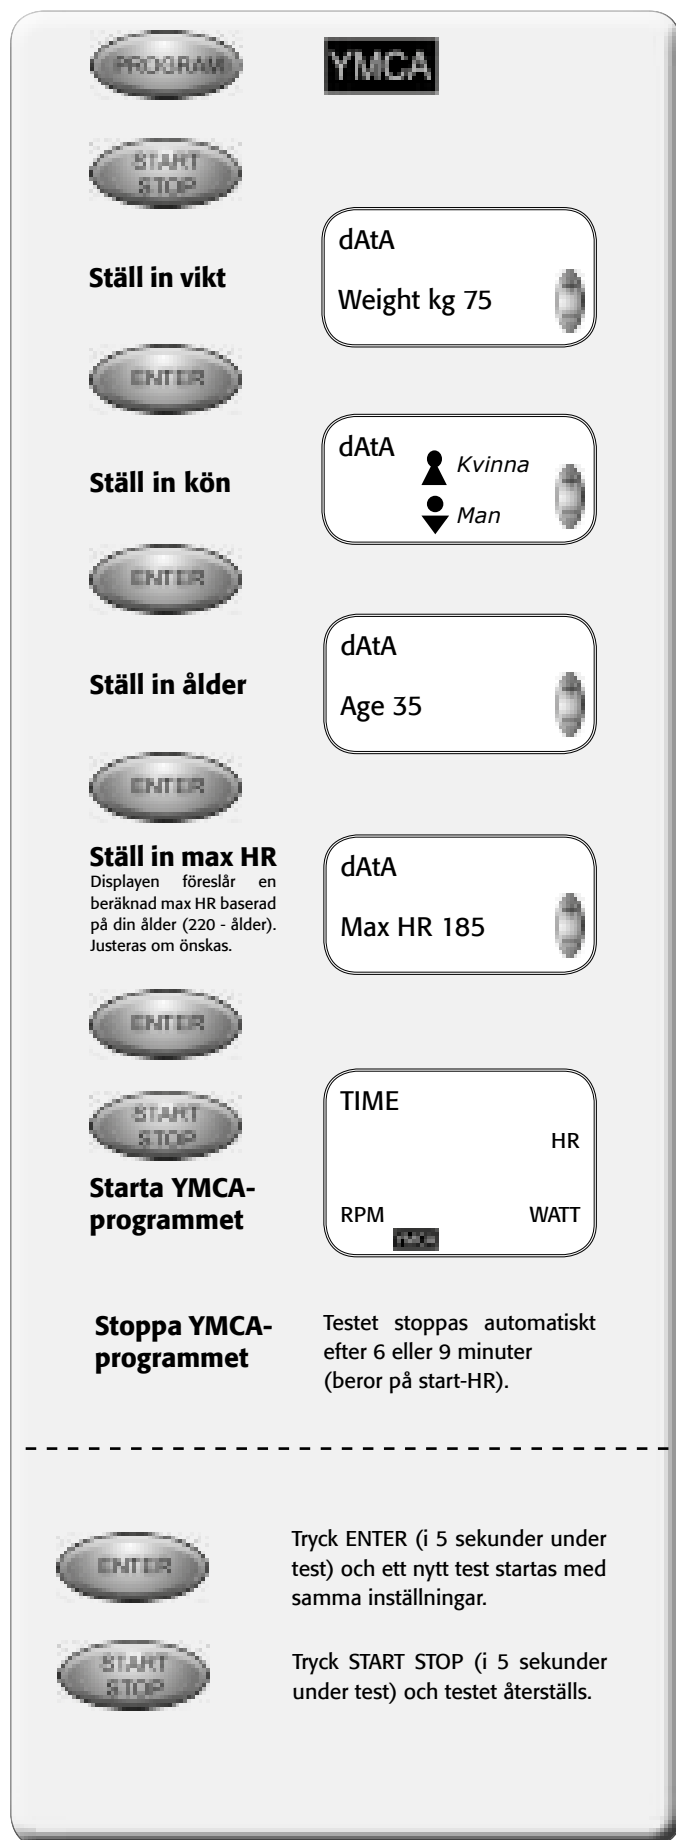 PROGRAM
YMCA
START
STOP
dAtA
Ställ in vikt
Weight kg 75
ENTER
dAtA
Kvinna
Ställ in kön
Man
ENTER
dAtA
Ställ in ålder
Age 35
ENTER
Ställ in max HR
Displayen föreslår en
beräknad max HR baserad
på din ålder (220 - ålder).
Justeras om önskas.
dAtA
Max HR 185
ENTER
START
STOP
TIME
HR
RPM
WATT
YMCA
Starta YMCA-
programmet
Stoppa YMCA-
programmet
Testet stoppas automatiskt
efter 6 eller 9 minuter
(beror på start-HR).
ENTER
Tryck ENTER (i 5 sekunder under
test) och ett nytt test startas med
samma inställningar.
START
STOP
Tryck START STOP (i 5 sekunder
under test) och testet återställs.